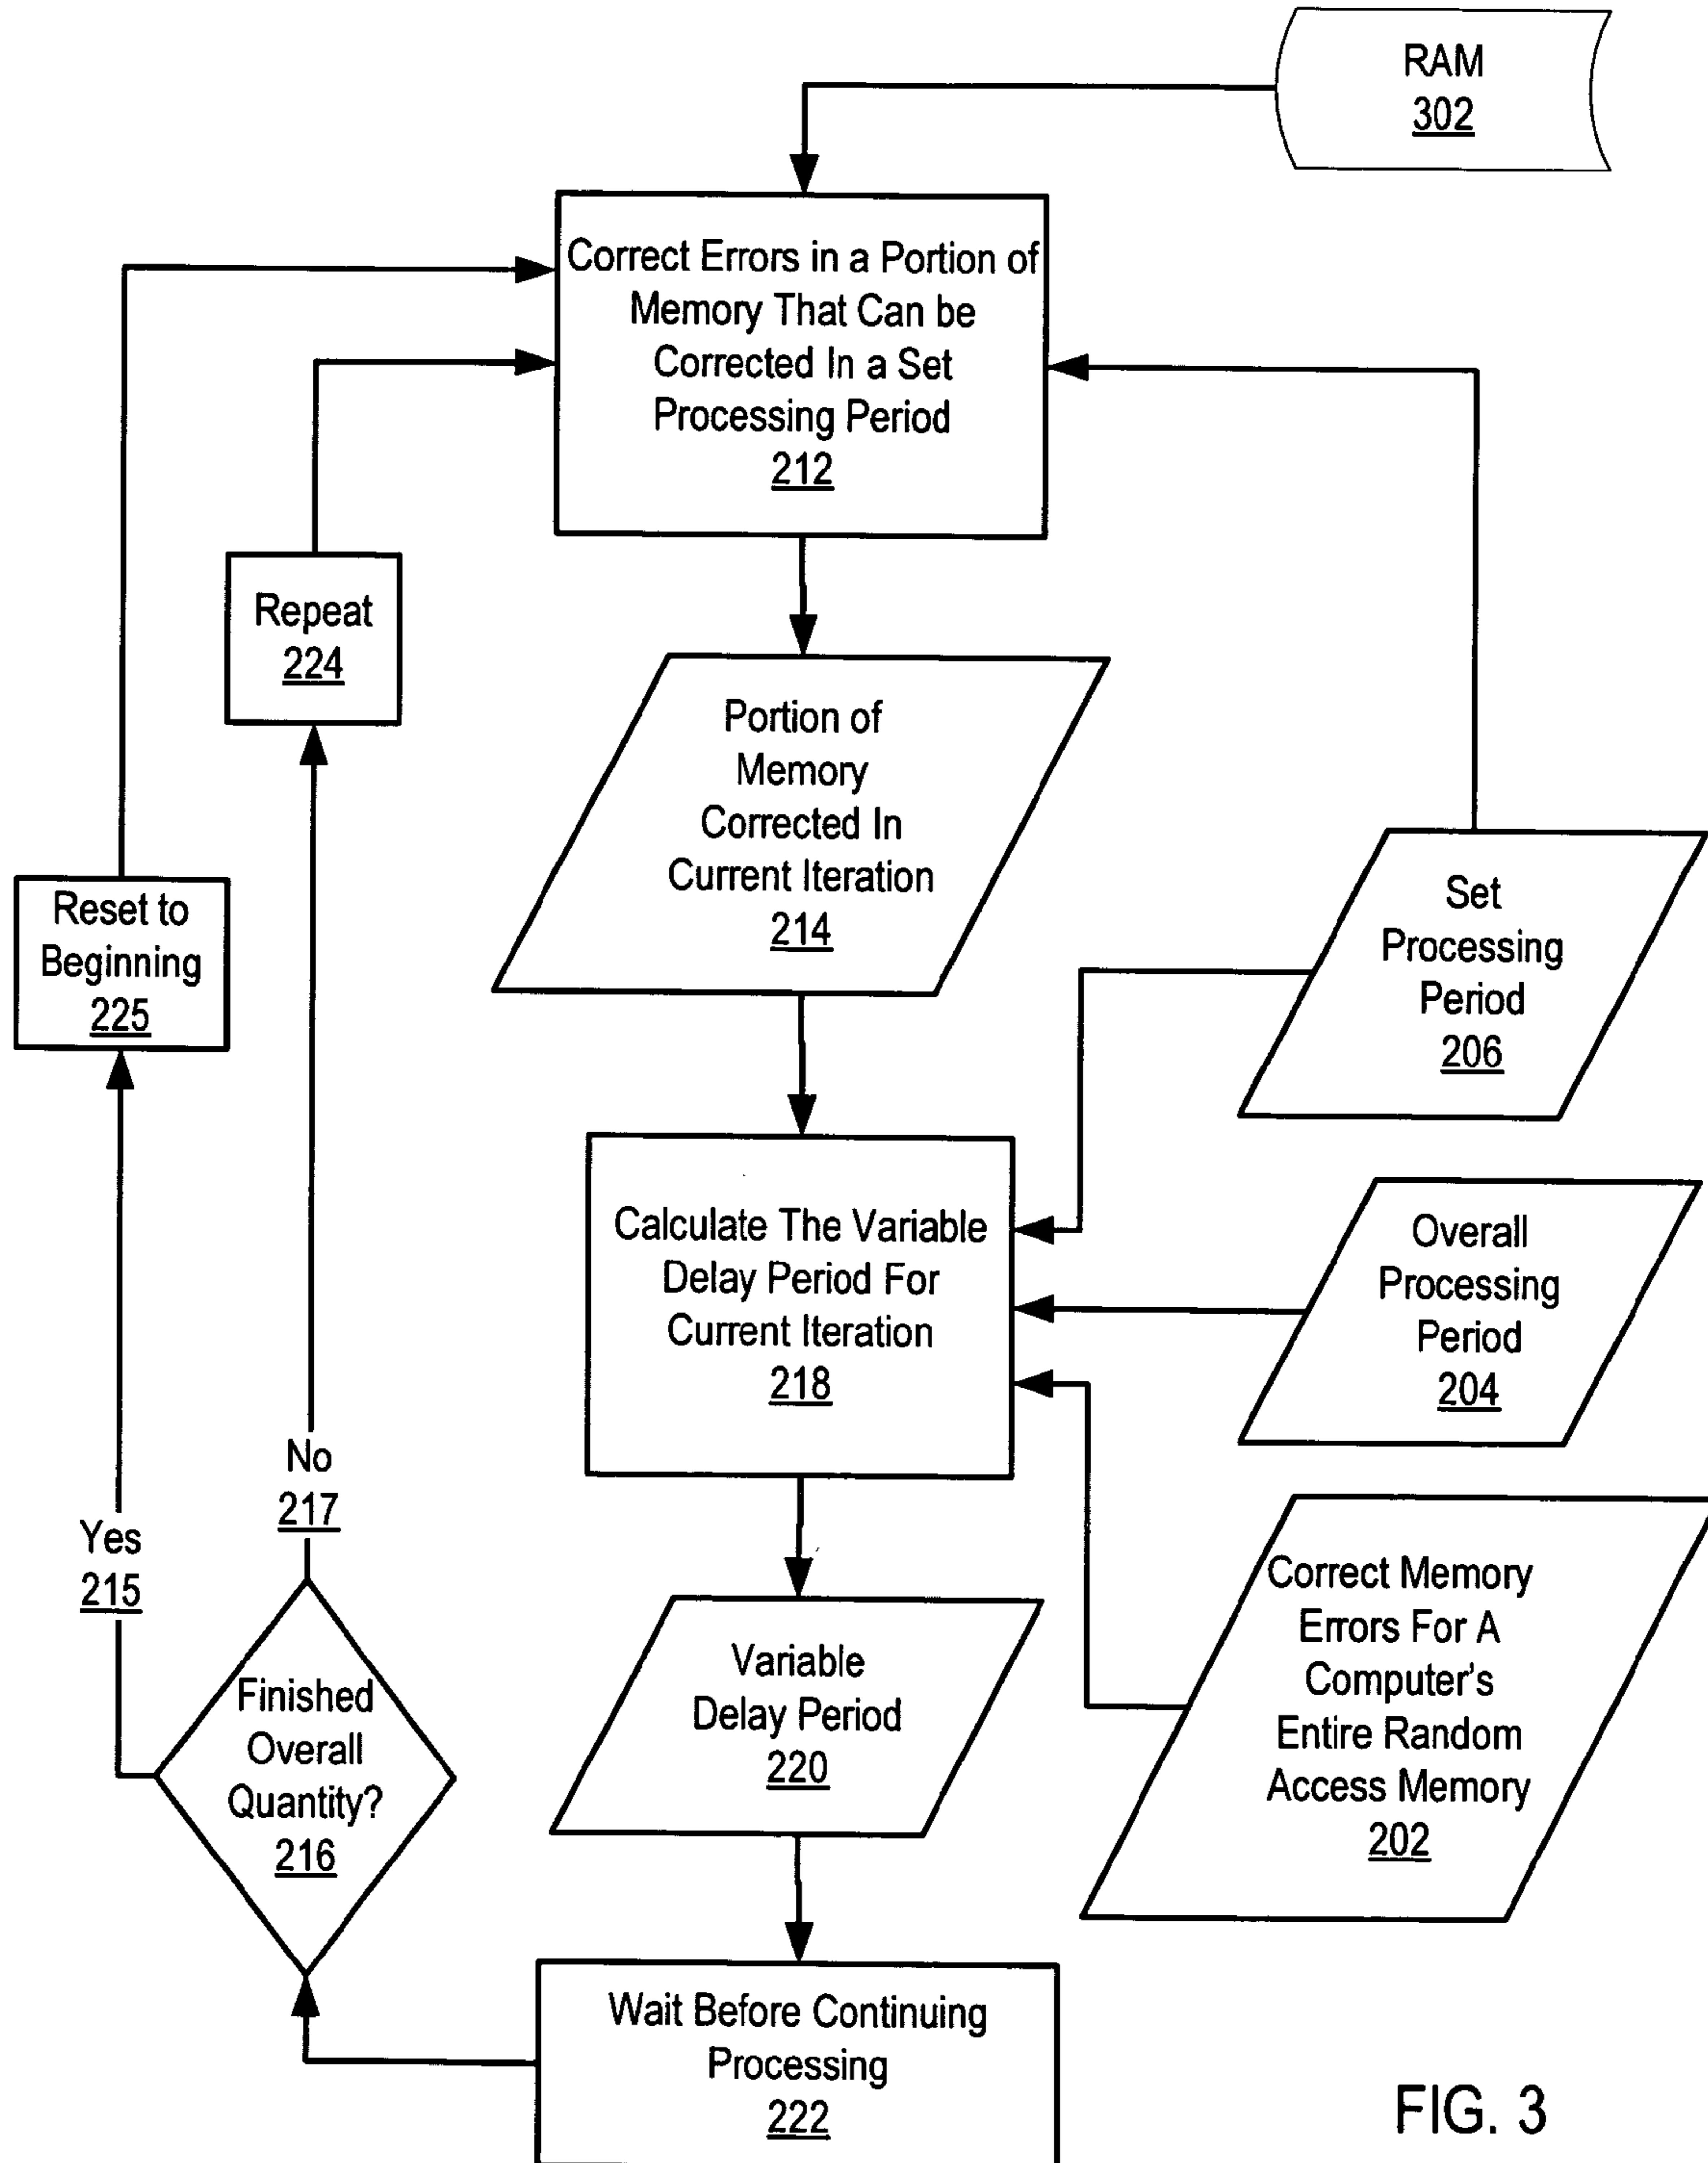 RAM
302
Correct Errors in a Portion of
Memory That Can be
Corrected In a Set
Processing Period
212
Repeat
224
Portion of
Memory
Corrected In
Current Iteration
214
Reset to
Beginning
225
Set
Processing
Period
206
Calculate The Variable
Delay Period For
Current Iteration
218
Overall
Processing
Period
204
No
217
Yes
215
Correct Memory
Errors For A
Computer's
Entire Random
Access Memory
202
Variable
Delay Period
220
Finished
Overall
Quantity?
216
Wait Before Continuing
Processing
222
FIG. 3